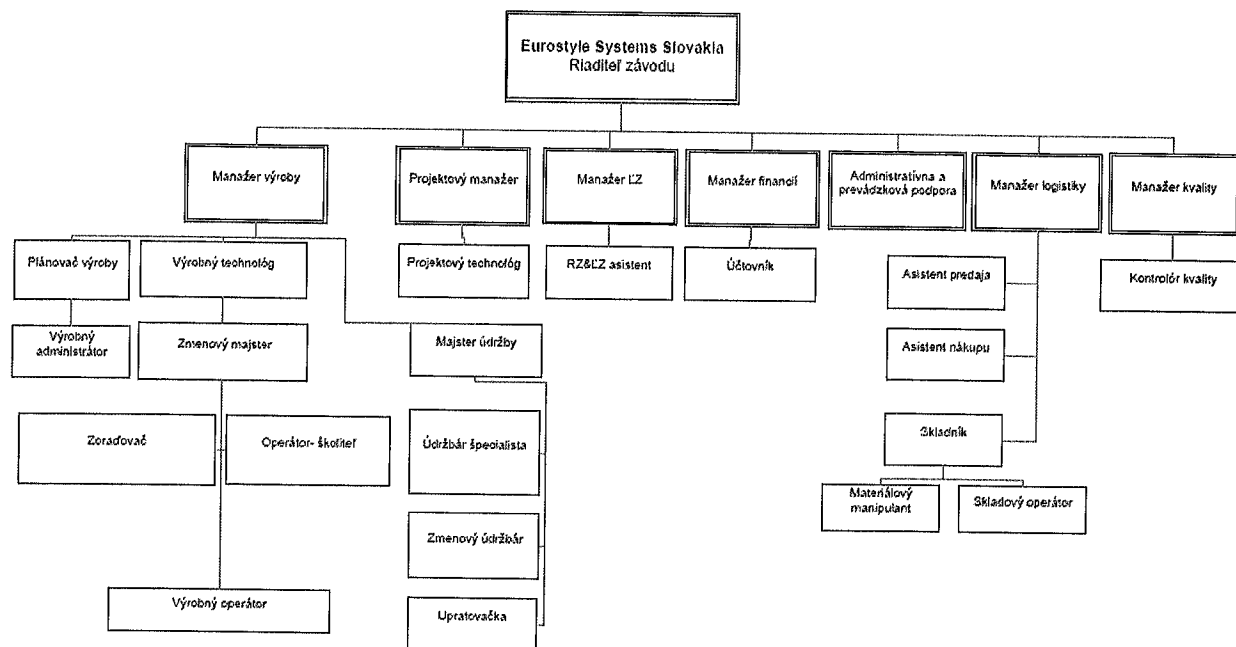 Eurostyle Systems Slovakia
Riaditeľ závodu
Manažer výroby
Projektový manažer
Manažer ĽZ
Manažer financií
Administratívna a
prevádzková podpora
Manažer logistiky
Manažer kvality
Plánovač výroby
Výrobný technológ
Projektový technológ
RZ&ĽZ asistent
Účtovník
Asistent predaja
Kontrolór kvality
Výrobný
administrátor
Zmenový majster
Majster údržby
Asistent nákupu
Zoraďovač
Operátor- školiteľ
Údržbár špecialista
Skladník
Materiálový
manipulant
Skladový operátor
Zmenový údržbár
Výrobný operátor
Upratovačka